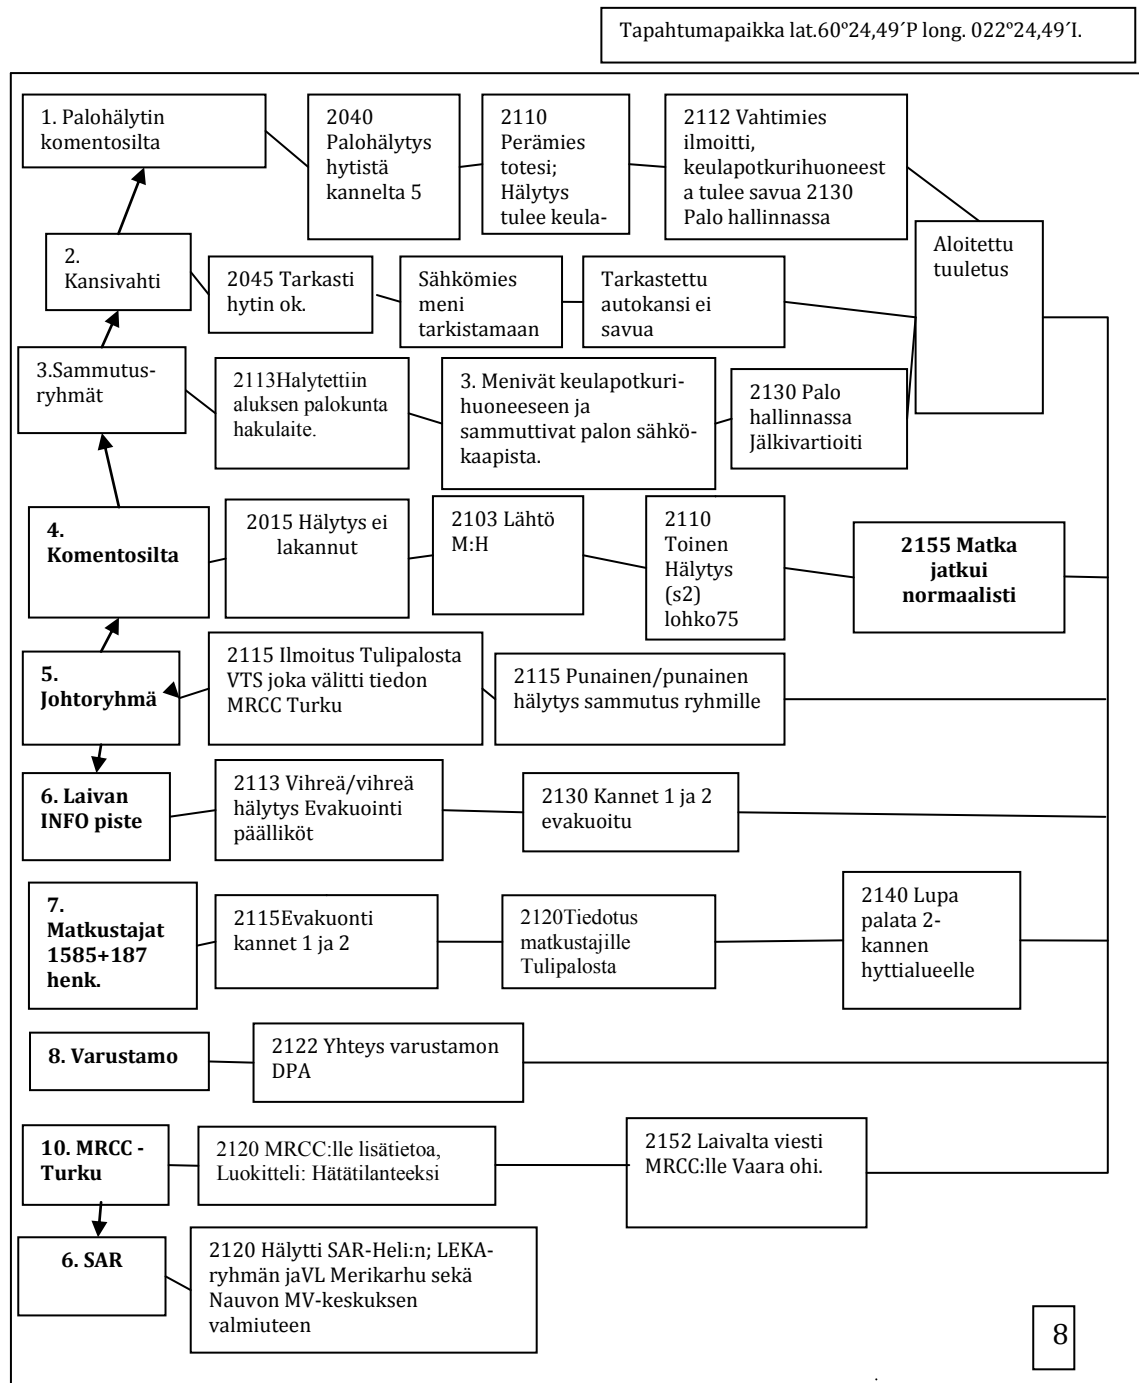 Tapahtumapaikka lat.60°24,49´P long. 022°24,49´I.
1. Palohälytin
komentosilta
2040
Palohälytys
hytistä
kannelta 5
2110
Perämies
totesi;
Hälytys
tulee keula-
2112 Vahtimies
ilmoitti,
keulapotkurihuoneest
a tulee savua 2130
Palo hallinnassa
Aloitettu
tuuletus
2.
Kansivahti
2045 Tarkasti
hytin ok.
Sähkömies
meni
tarkistamaan
Tarkastettu
autokansi ei
savua
3.Sammutus-
ryhmät
2113Halytettiin
aluksen palokunta
hakulaite.
3. Menivät keulapotkuri-
huoneeseen ja
sammuttivat palon sähkö-
kaapista.
2130 Palo
hallinnassa
Jälkivartioiti
4.
Komentosilta
2015 Hälytys ei
lakannut
2103 Lähtö
M:H
2110
Toinen
Hälytys
(s2)
lohko75
2155 Matka
jatkui
normaalisti
5.
Johtoryhmä
2115 Ilmoitus Tulipalosta
VTS joka välitti tiedon
MRCC Turku
2115 Punainen/punainen
hälytys sammutus ryhmille
6. Laivan
INFO piste
2113 Vihreä/vihreä
hälytys Evakuointi
päälliköt
2130 Kannet 1 ja 2
evakuoitu
7.
Matkustajat
1585+187
henk.
2115Evakuonti
kannet 1 ja 2
2120Tiedotus
matkustajille
Tulipalosta
2140 Lupa
palata 2-
kannen
hyttialueelle
8. Varustamo
2122 Yhteys varustamon
DPA
10. MRCC -
Turku
2120 MRCC:lle lisätietoa,
Luokitteli: Hätätilanteeksi
2152 Laivalta viesti
MRCC:lle Vaara ohi.
6. SAR
2120 Hälytti SAR-Heli:n; LEKA-
ryhmän jaVL Merikarhu sekä
Nauvon MV-keskuksen
valmiuteen
8